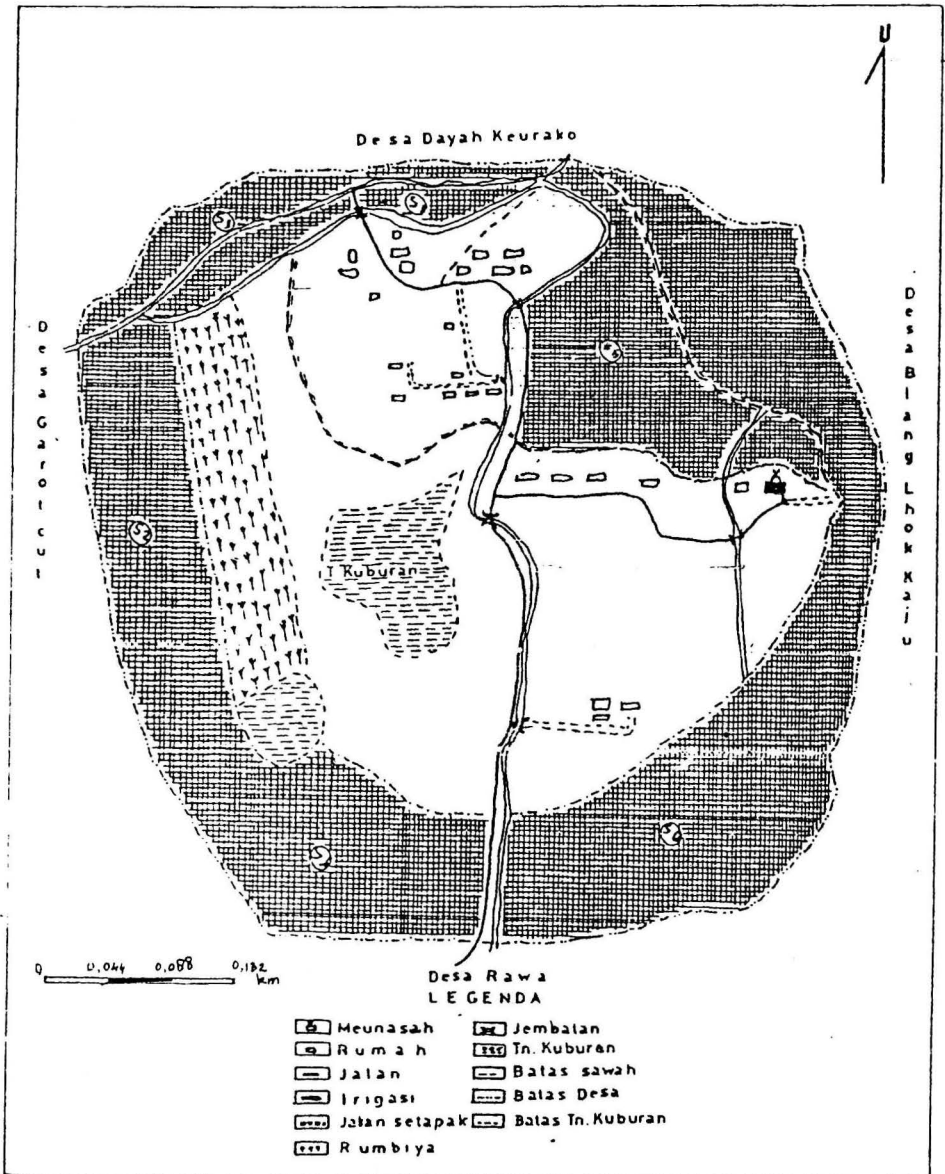 U
Desa Dayah Keurako
Desa Garot cut
Desa Blang Lhok Kaju
S1
S2
T Kuburan
0 0,044 0,088 0,132
km
Desa Rawa
LEGENDA
Meunasah
Rumah
Jalan
Irigasi
Jalan setapak
Rumbiya
Jembatan
Tn. Kuburan
Batas sawah
Batas Desa
Batas Tn. Kuburan